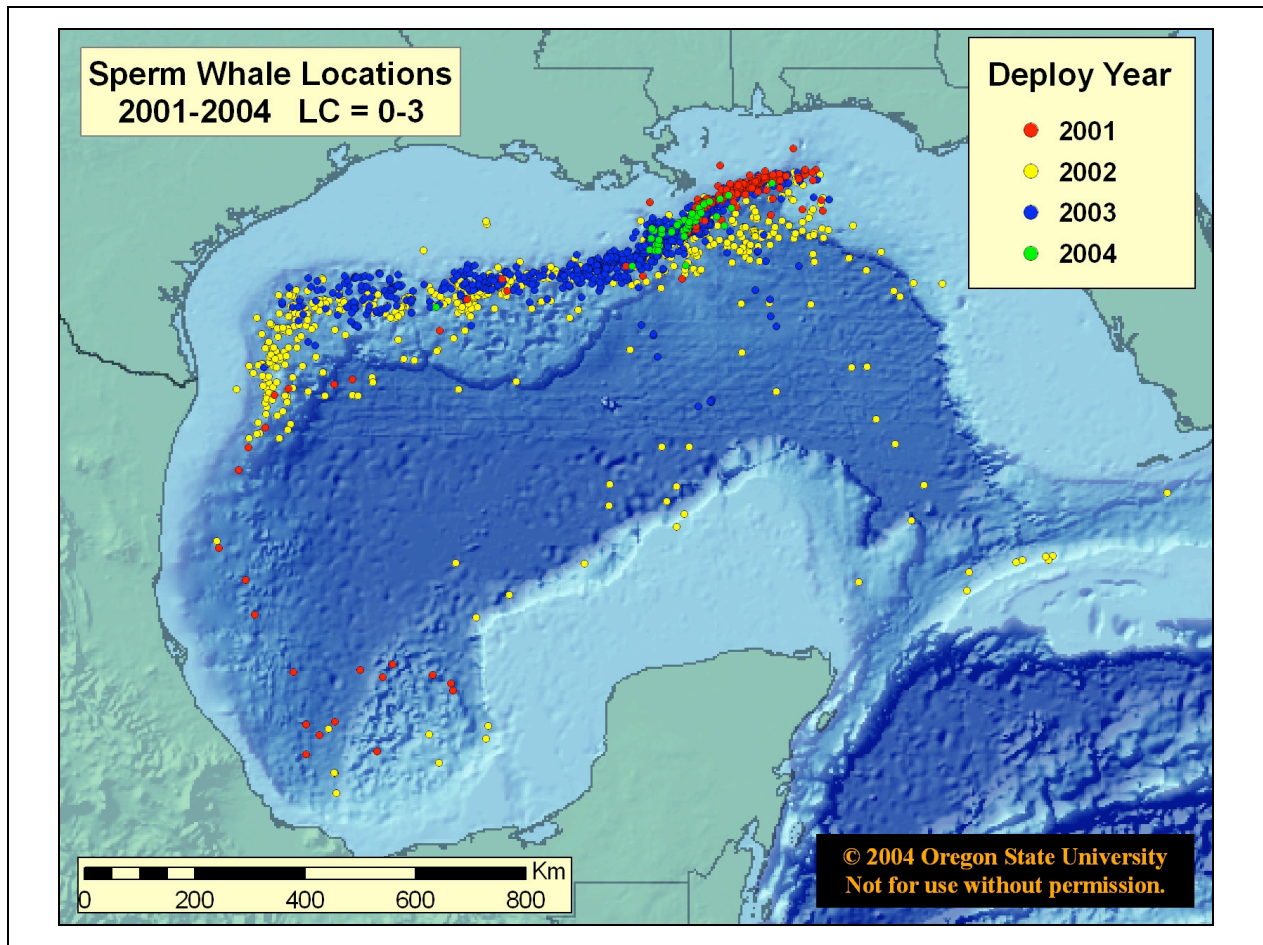 Sperm Whale Locations
2001-2004 LC = 0-3
Deploy Year
2001
2002
2003
2004
Km
0 200 400 600 800
© 2004 Oregon State University
Not for use without permission.